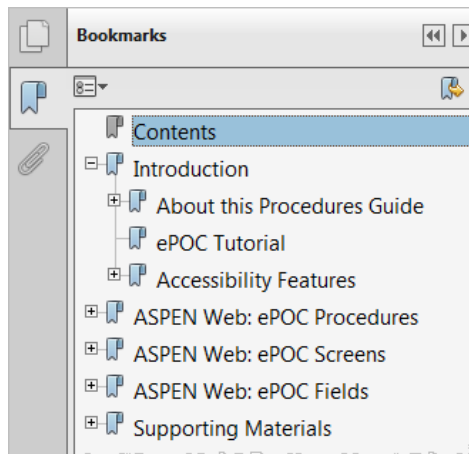 Bookmarks
Contents
Introduction
About this Procedures Guide
ePOC Tutorial
Accessibility Features
ASPEN Web: ePOC Procedures
ASPEN Web: ePOC Screens
ASPEN Web: ePOC Fields
Supporting Materials